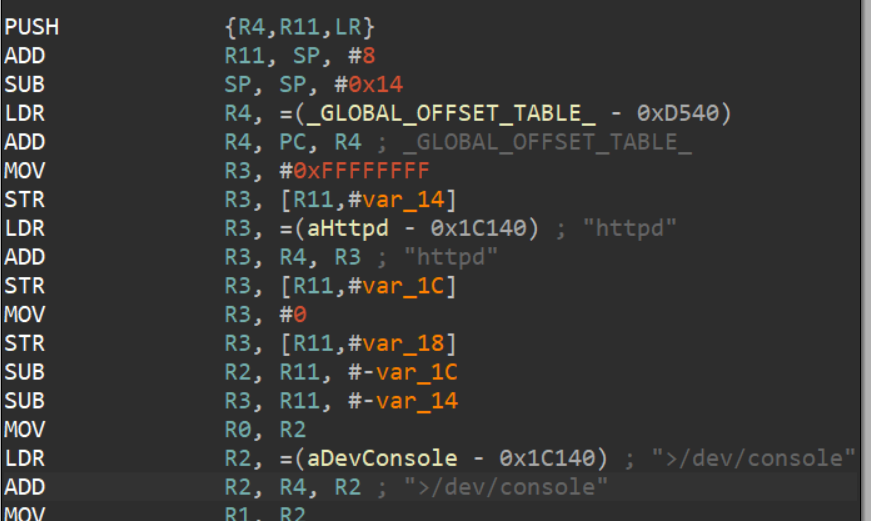 PUSH {R4,R11,LR}
ADD R11, SP, #8
SUB SP, SP, #0x14
LDR R4, =(_GLOBAL_OFFSET_TABLE_ - 0xD540)
ADD R4, PC, R4 ; _GLOBAL_OFFSET_TABLE_
MOV R3, #0xFFFFFFFF
STR R3, [R11,#var_14]
LDR R3, =(aHttpd - 0x1C140) ; "httpd"
ADD R3, R4, R3 ; "httpd"
STR R3, [R11,#var_1C]
MOV R3, #0
STR R3, [R11,#var_18]
SUB R2, R11, #-var_1C
SUB R3, R11, #-var_14
MOV R0, R2
LDR R2, =(aDevConsole - 0x1C140) ; ">/dev/console"
ADD R2, R4, R2 ; ">/dev/console"
MOV R1, R2